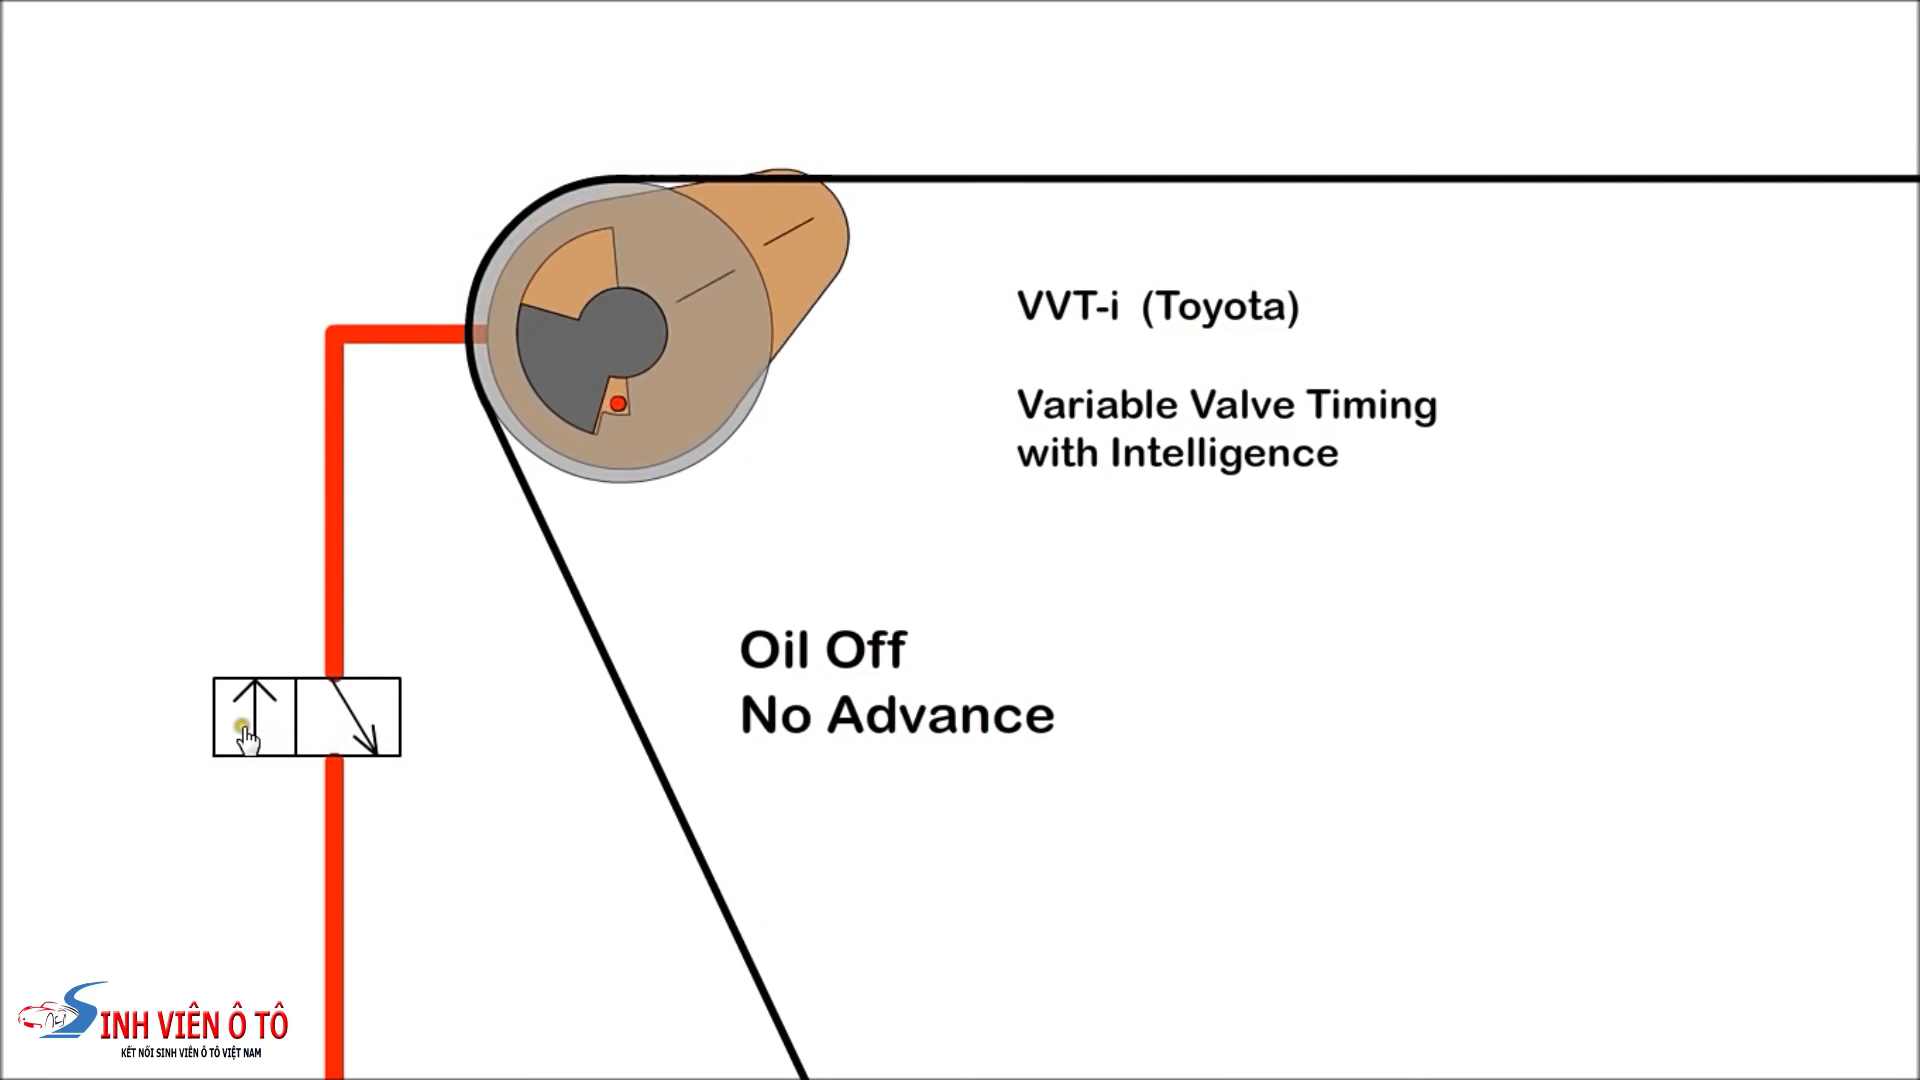 VVT-i (Toyota)
Variable Valve Timing
with Intelligence
Oil Off
No Advance
SINH VIÊN Ô TÔ
KẾT NỐI SINH VIÊN Ô TÔ VIỆT NAM